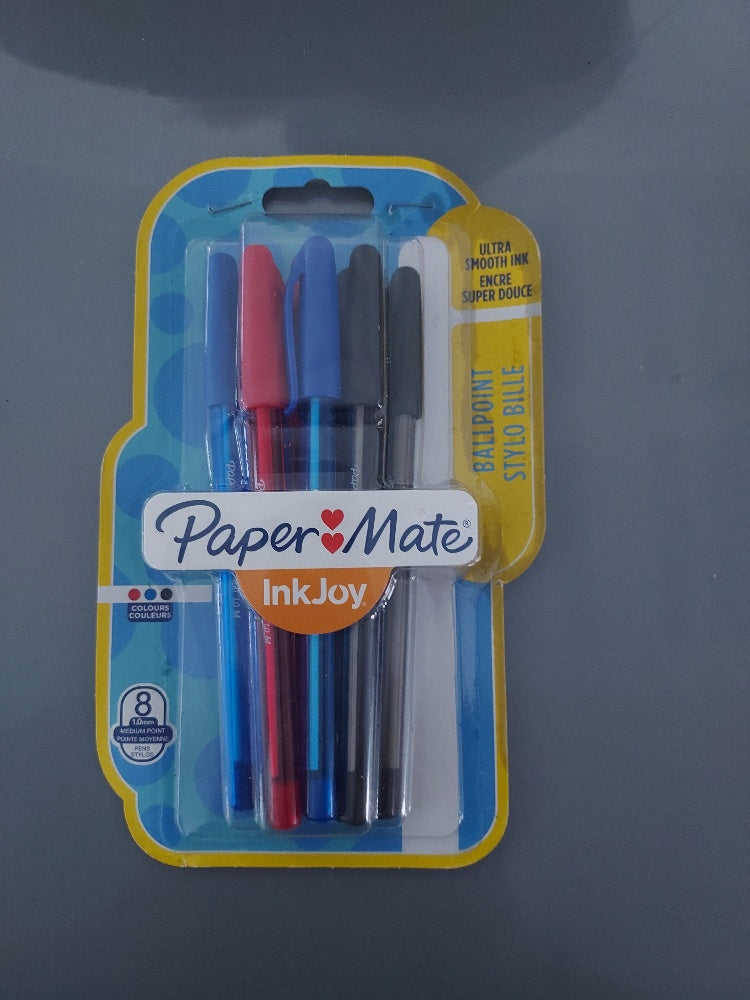 ULTRA
SMOOTH INK
ENCRE
SUPER DOUCE
BALLPOINT
STYLO BILLE
Paper Mate®
InkJoy
COLOURS
COULEURS
8
1.0mm
MEDIUM POINT
POINTE MOYENNE
PENS
STYLOS